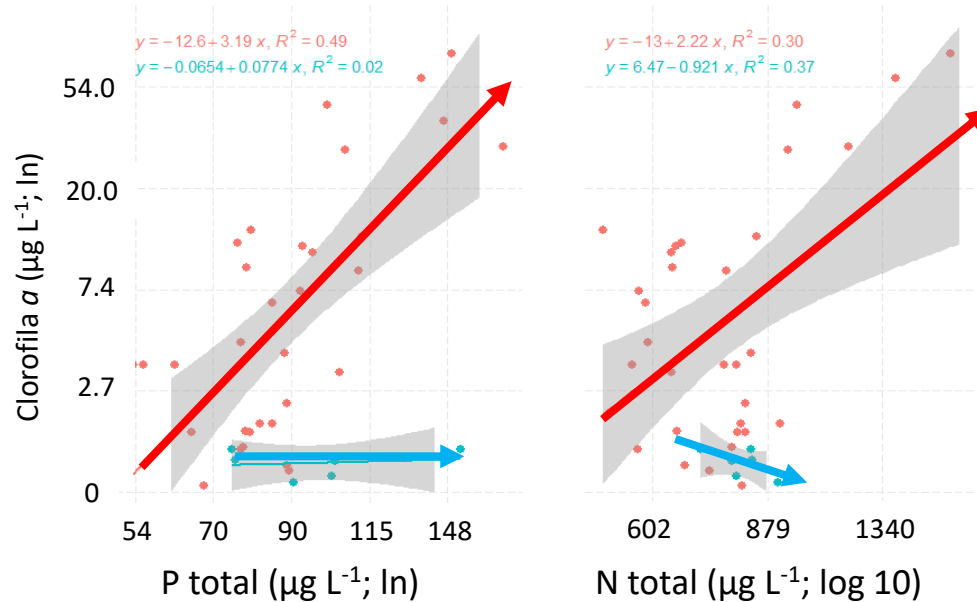 y = −12.6 + 3.19 x, R² = 0.49
y = −0.0654 + 0.0774 x, R² = 0.02
y = −13 + 2.22 x, R² = 0.30
y = 6.47 − 0.921 x, R² = 0.37
Clorofila a (µg L⁻¹; ln)
54.0
20.0
7.4
2.7
0
54 70 90 115 148
602 879 1340
P total (µg L⁻¹; ln)
N total (µg L⁻¹; log 10)